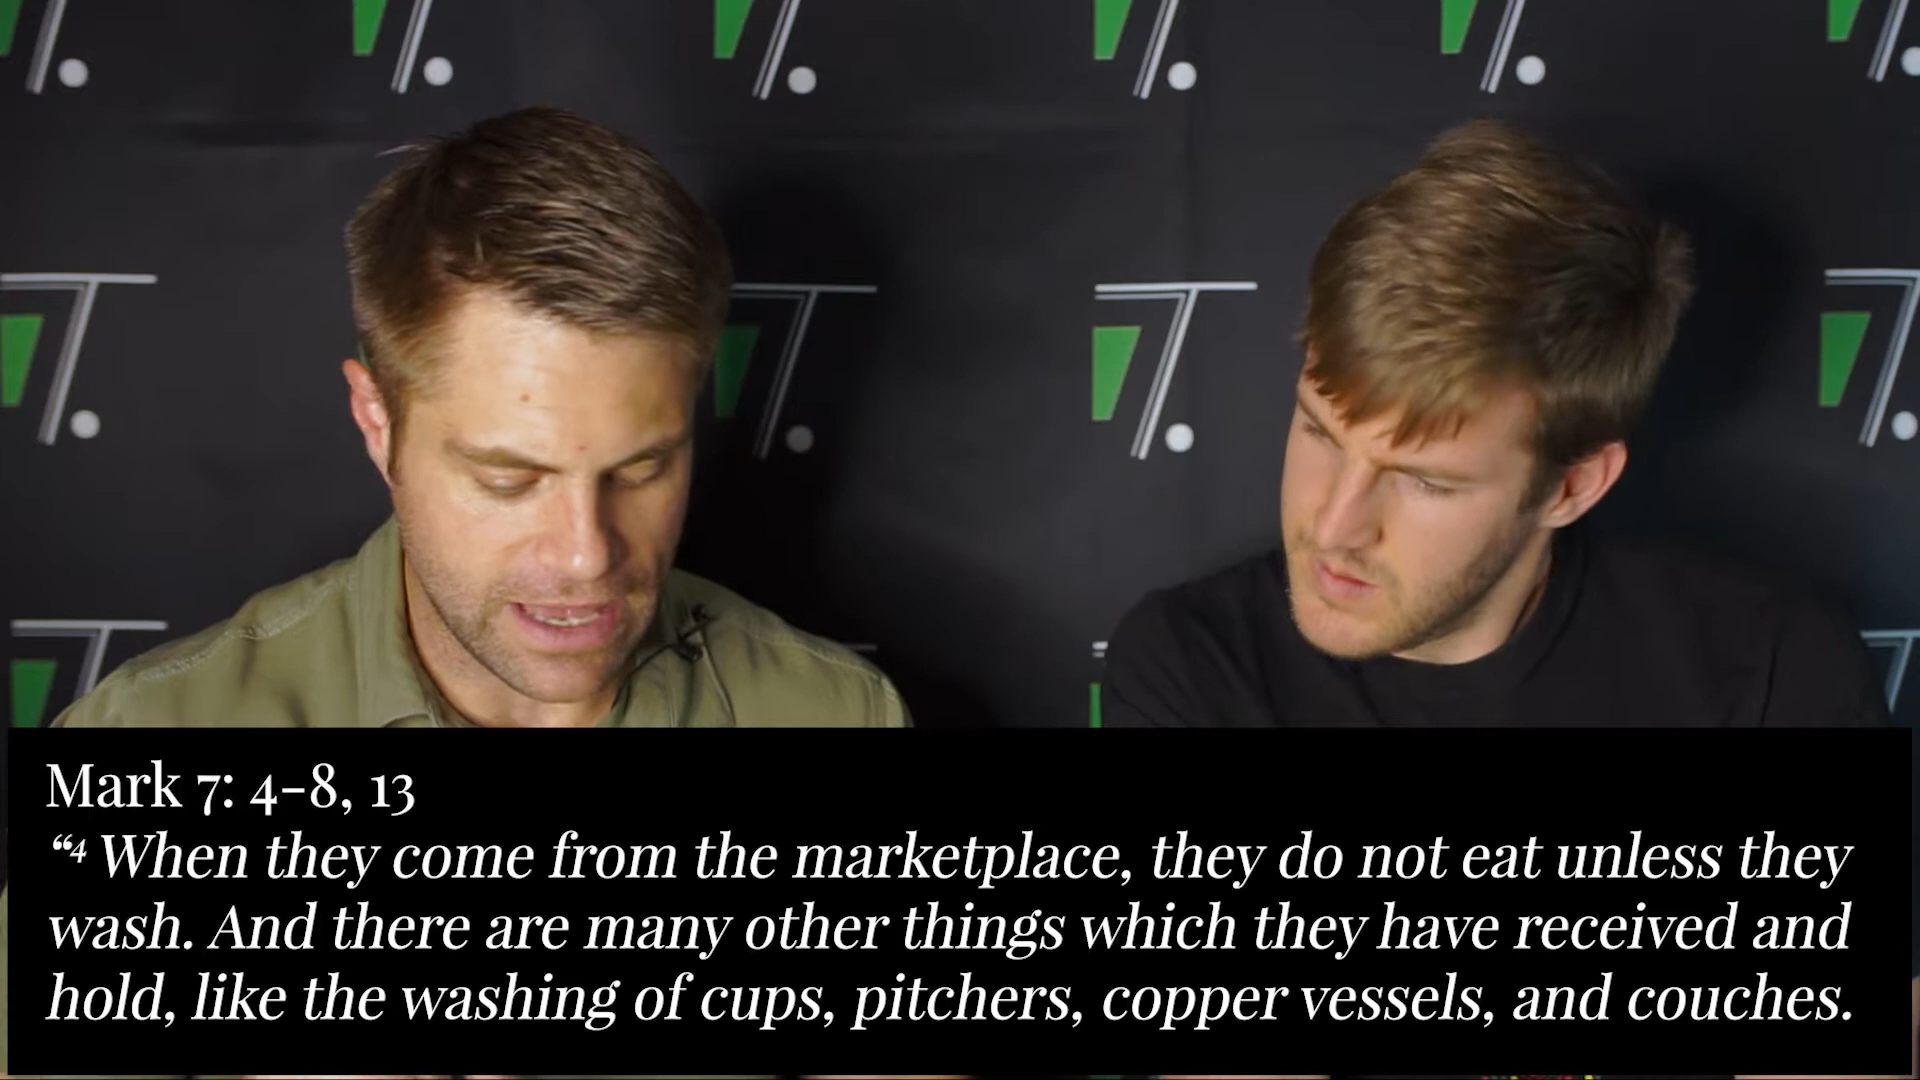 Mark 7: 4-8, 13
“⁴ When they come from the marketplace, they do not eat unless they
wash. And there are many other things which they have received and
hold, like the washing of cups, pitchers, copper vessels, and couches.